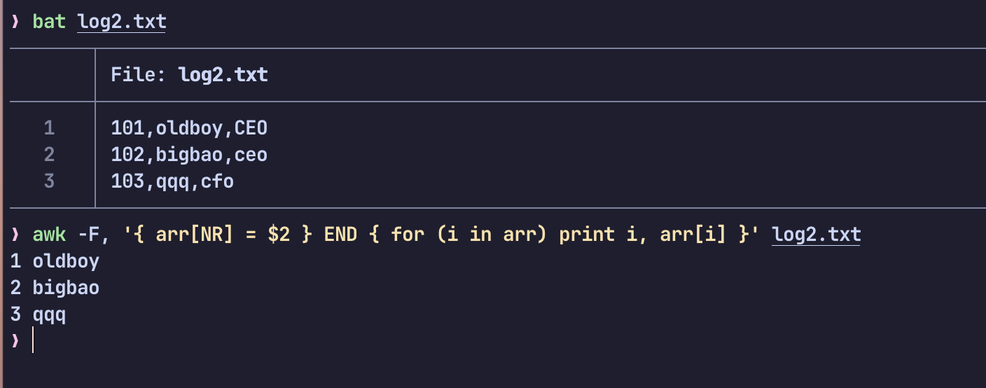 ❯ bat log2.txt
File: log2.txt
1 101,oldboy,CEO
2 102,bigbao,ceo
3 103,qqq,cfo
❯ awk -F, '{ arr[NR] = $2 } END { for (i in arr) print i, arr[i] }' log2.txt
1 oldboy
2 bigbao
3 qqq
❯